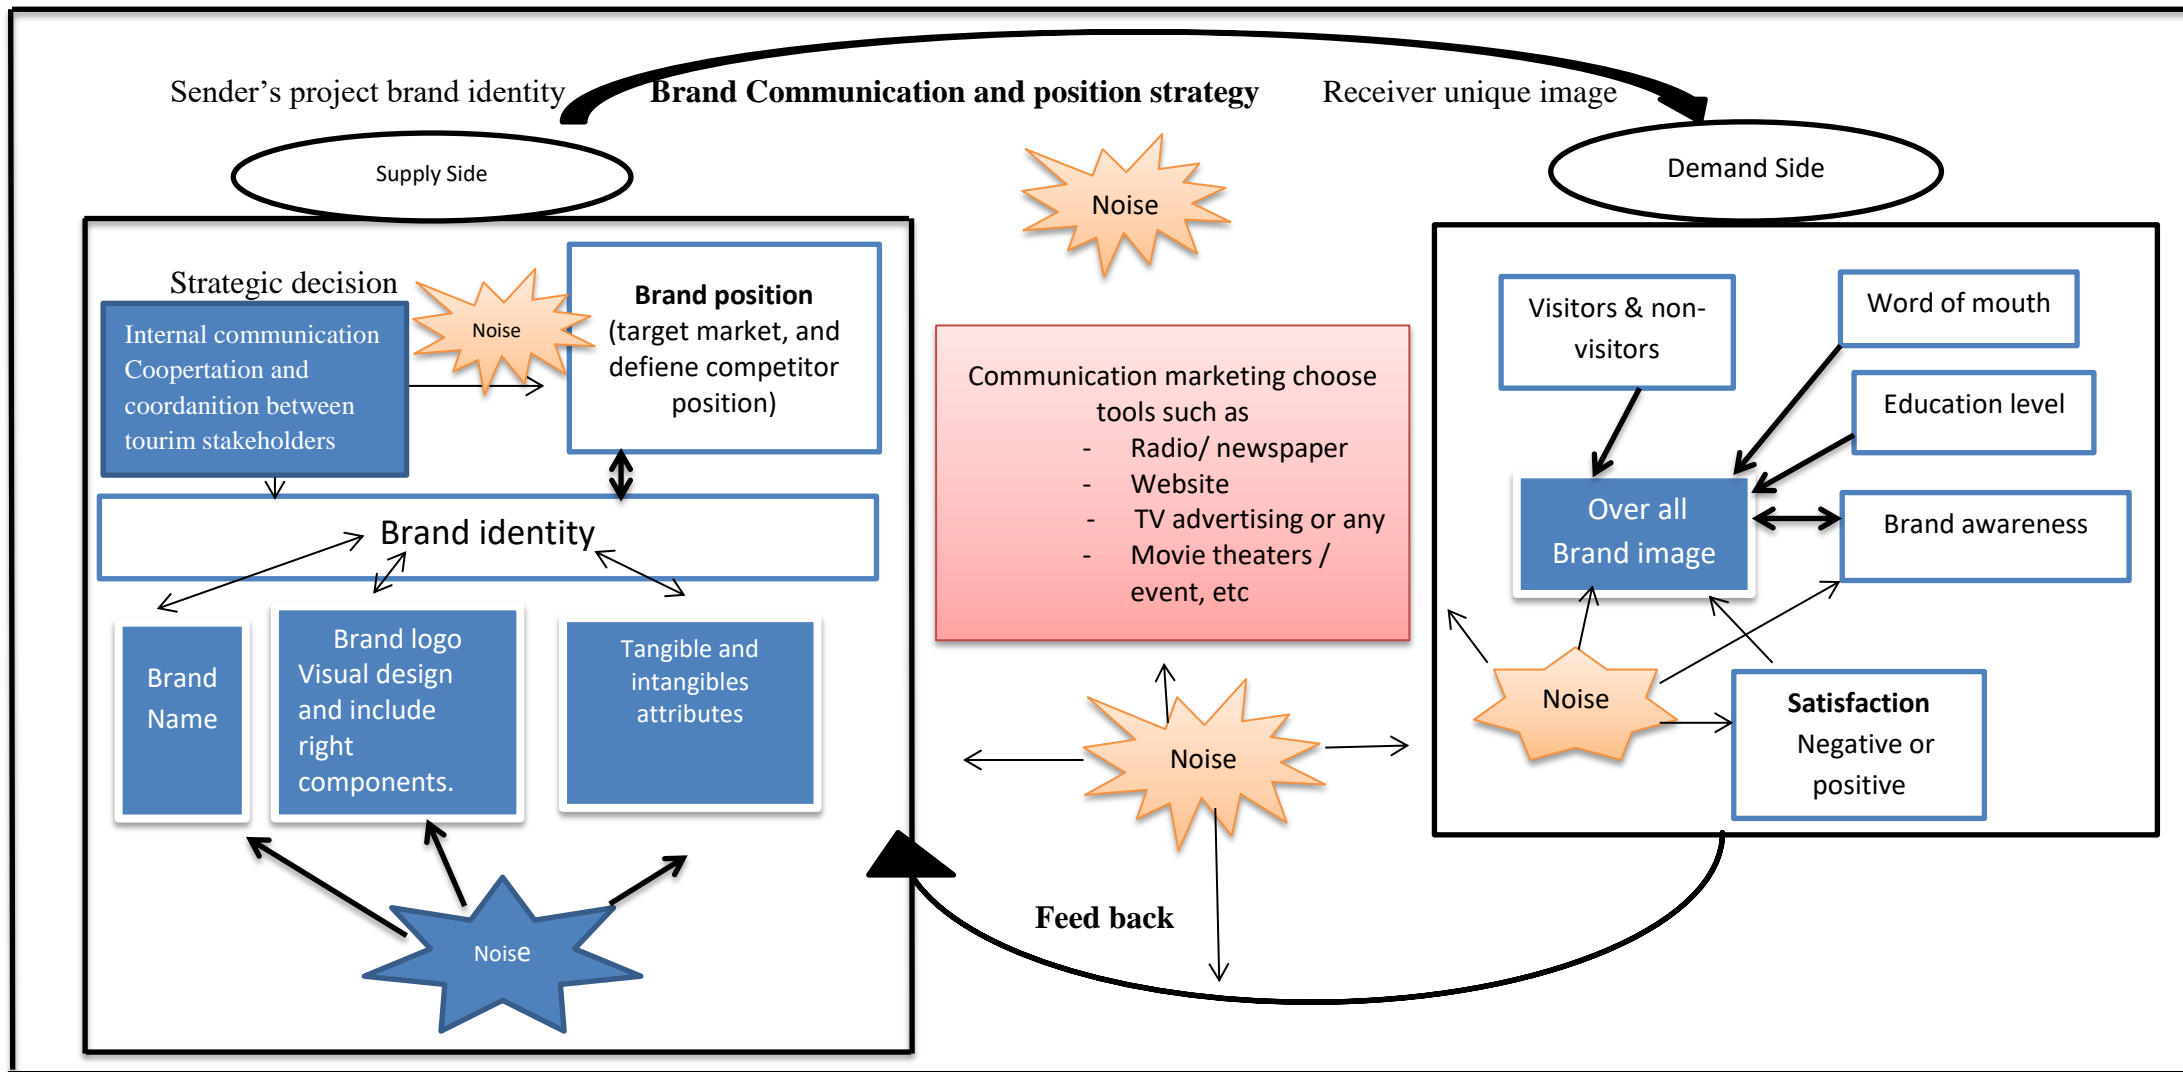 Sender’s project brand identity
Brand Communication and position strategy
Receiver unique image
Supply Side
Noise
Demand Side
Strategic decision
Internal communication
Coopertation and
coordanition between
tourim stakeholders
Noise
Brand position
(target market, and
defiene competitor
position)
Brand identity
Brand
Name
Brand logo
Visual design
and include
right
components.
Tangible and
intangibles
attributes
Noise
Communication marketing choose
tools such as
- Radio/ newspaper
- Website
- TV advertising or any
- Movie theaters /
event, etc
Noise
Feed back
Visitors & non-
visitors
Word of mouth
Education level
Over all
Brand image
Brand awareness
Noise
Satisfaction
Negative or
positive